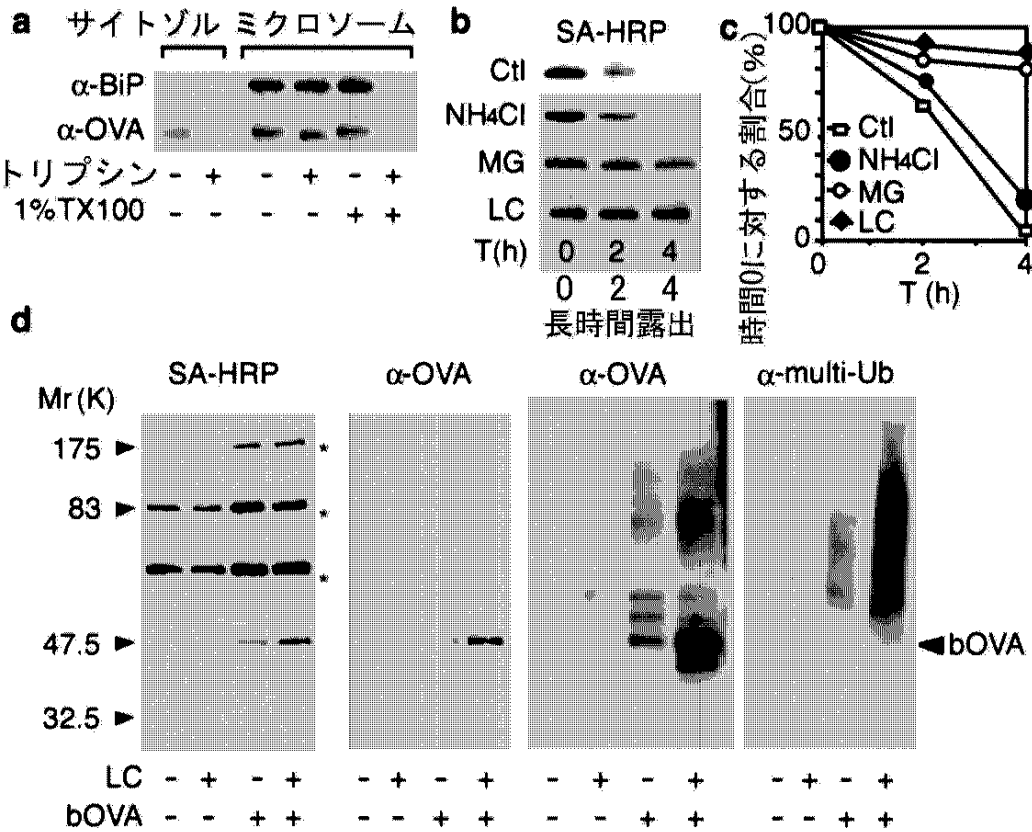 a サイトゾル ミクロソーム
α-BiP
α-OVA
トリプシン - + - + - +
1%TX100 - - - - + +
b SA-HRP
Ctl
NH4Cl
MG
LC
T(h) 0 2 4
0 2 4
長時間露出
c
時間0に対する割合(%)
100
50
0
Ctl
NH4Cl
MG
LC
0 2 4
T (h)
d
SA-HRP α-OVA α-OVA α-multi-Ub
Mr (K)
175
83
47.5
32.5
* * *
bOVA
LC - + - + - + - + - + - + - + - +
bOVA - - + + - - + + - - + + - - + +